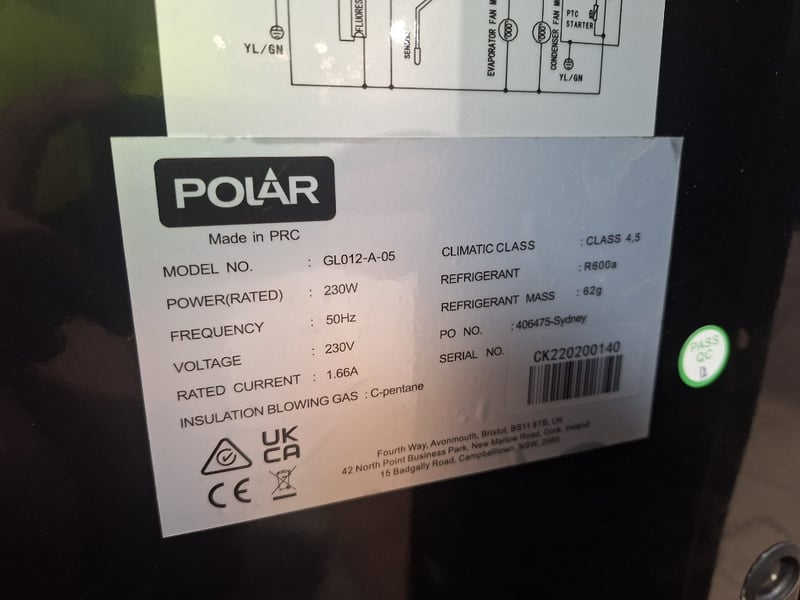 YL/GN
EVAPORATOR FAN
CONDENSER FAN
PTC
STARTER
YL/GN
POLAR
Made in PRC
MODEL NO. : GL012-A-05
POWER(RATED) : 230W
FREQUENCY : 50Hz
VOLTAGE : 230V
RATED CURRENT : 1.66A
INSULATION BLOWING GAS : C-pentane
CLIMATIC CLASS : CLASS 4,5
REFRIGERANT : R600a
REFRIGERANT MASS : 62g
PO NO. : 406475-Sydney
SERIAL NO. CK220200140
UK
CA
CE
Fourth Way, Avonmouth, Bristol, BS11 8TB, UK
42 North Point Business Park, New Mallow Road, Cork, Ireland
15 Badgally Road, Campbelltown, NSW, 2560
PASS
QC